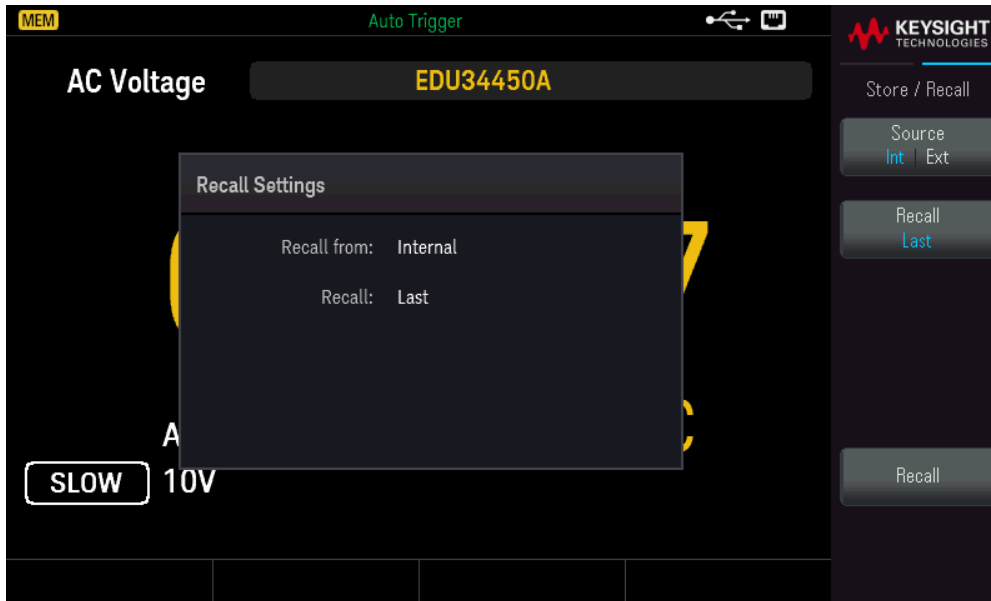 MEM
Auto Trigger
KEYSIGHT
TECHNOLOGIES
AC Voltage
EDU34450A
Store / Recall
Source
Int | Ext
Recall Settings
Recall
Last
Recall from: Internal
Recall: Last
7
A
C
SLOW 10V
Recall